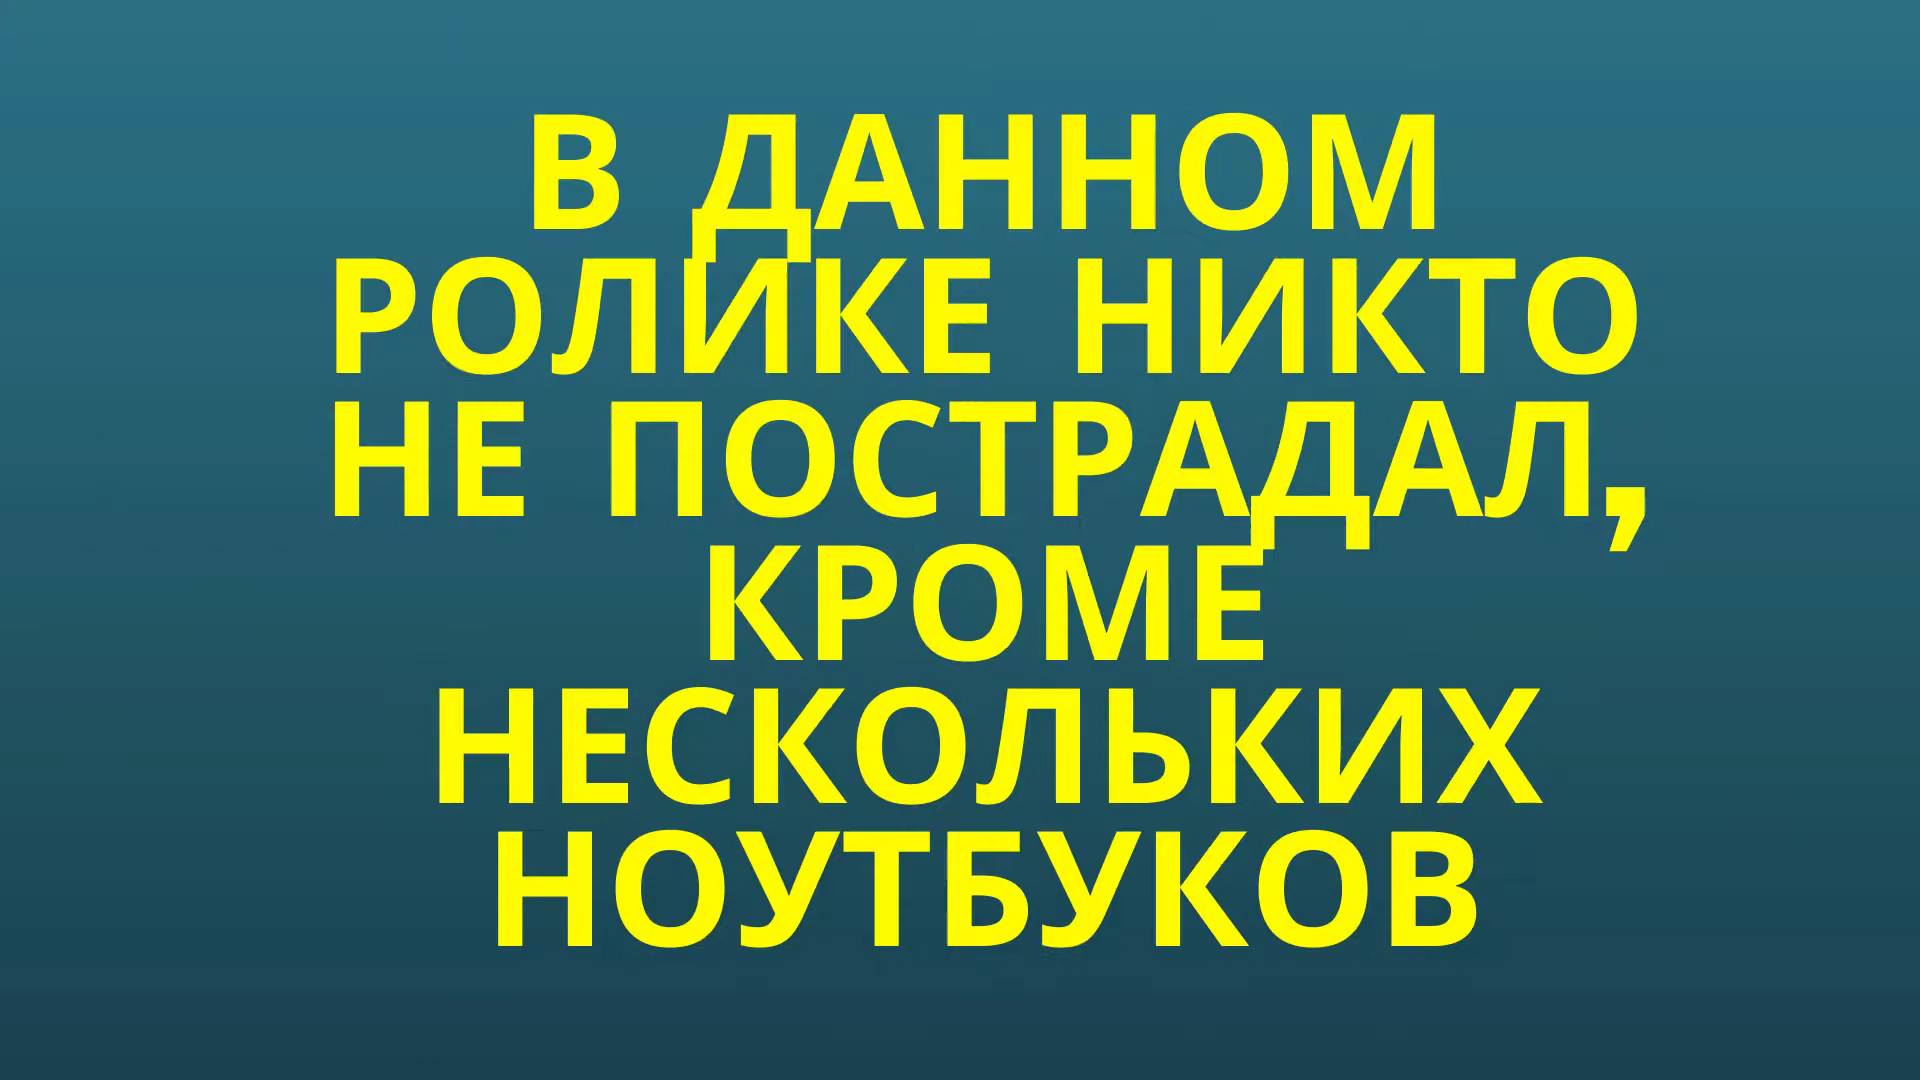 В ДАННОМ
РОЛИКЕ НИКТО
НЕ ПОСТРАДАЛ,
КРОМЕ
НЕСКОЛЬКИХ
НОУТБУКОВ